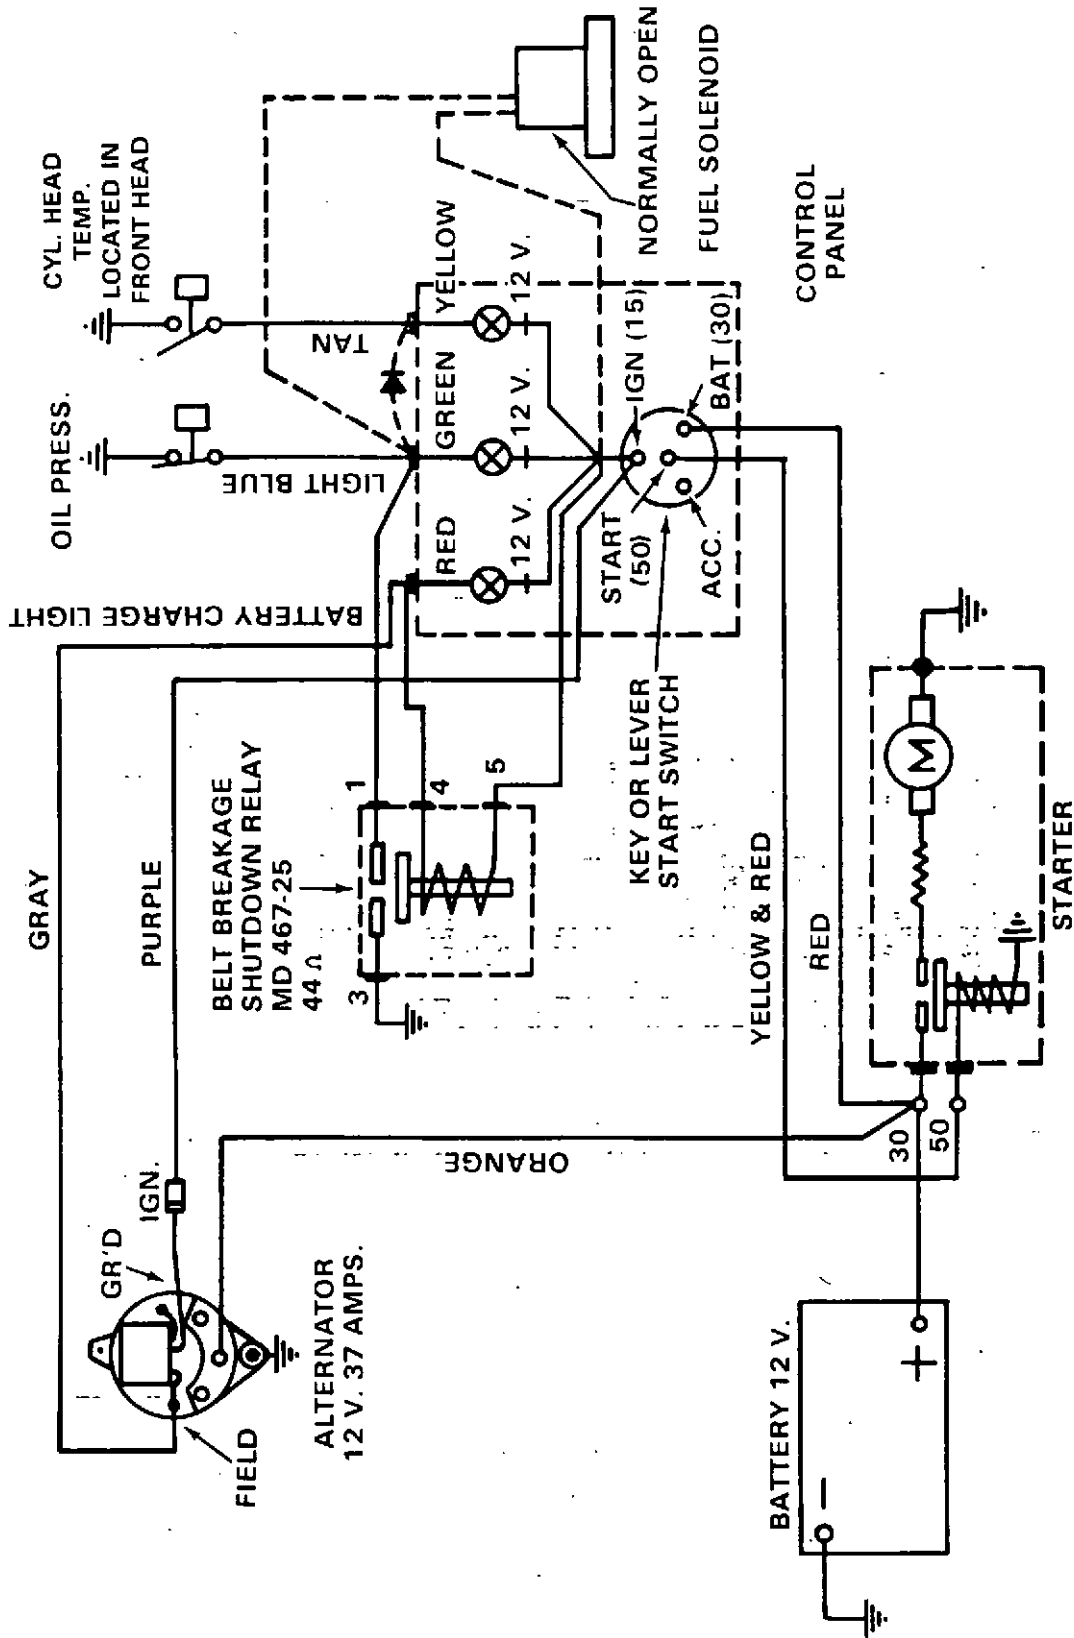 CYL. HEAD
TEMP.
LOCATED IN
FRONT HEAD
OIL PRESS.
NORMALLY OPEN
FUEL SOLENOID
TAN
LIGHT BLUE
YELLOW
GREEN
RED
12 V.
12 V.
12 V.
IGN (15)
BAT (30)
START
(50)
ACC.
CONTROL
PANEL
BATTERY CHARGE LIGHT
KEY OR LEVER
START SWITCH
GRAY
PURPLE
BELT BREAKAGE
SHUTDOWN RELAY
MD 467-25
44 Ω
1
4
5
3
YELLOW & RED
RED
M
STARTER
ORANGE
30
50
IGN.
GR'D
FIELD
ALTERNATOR
12 V. 37 AMPS.
BATTERY 12 V.
+
−